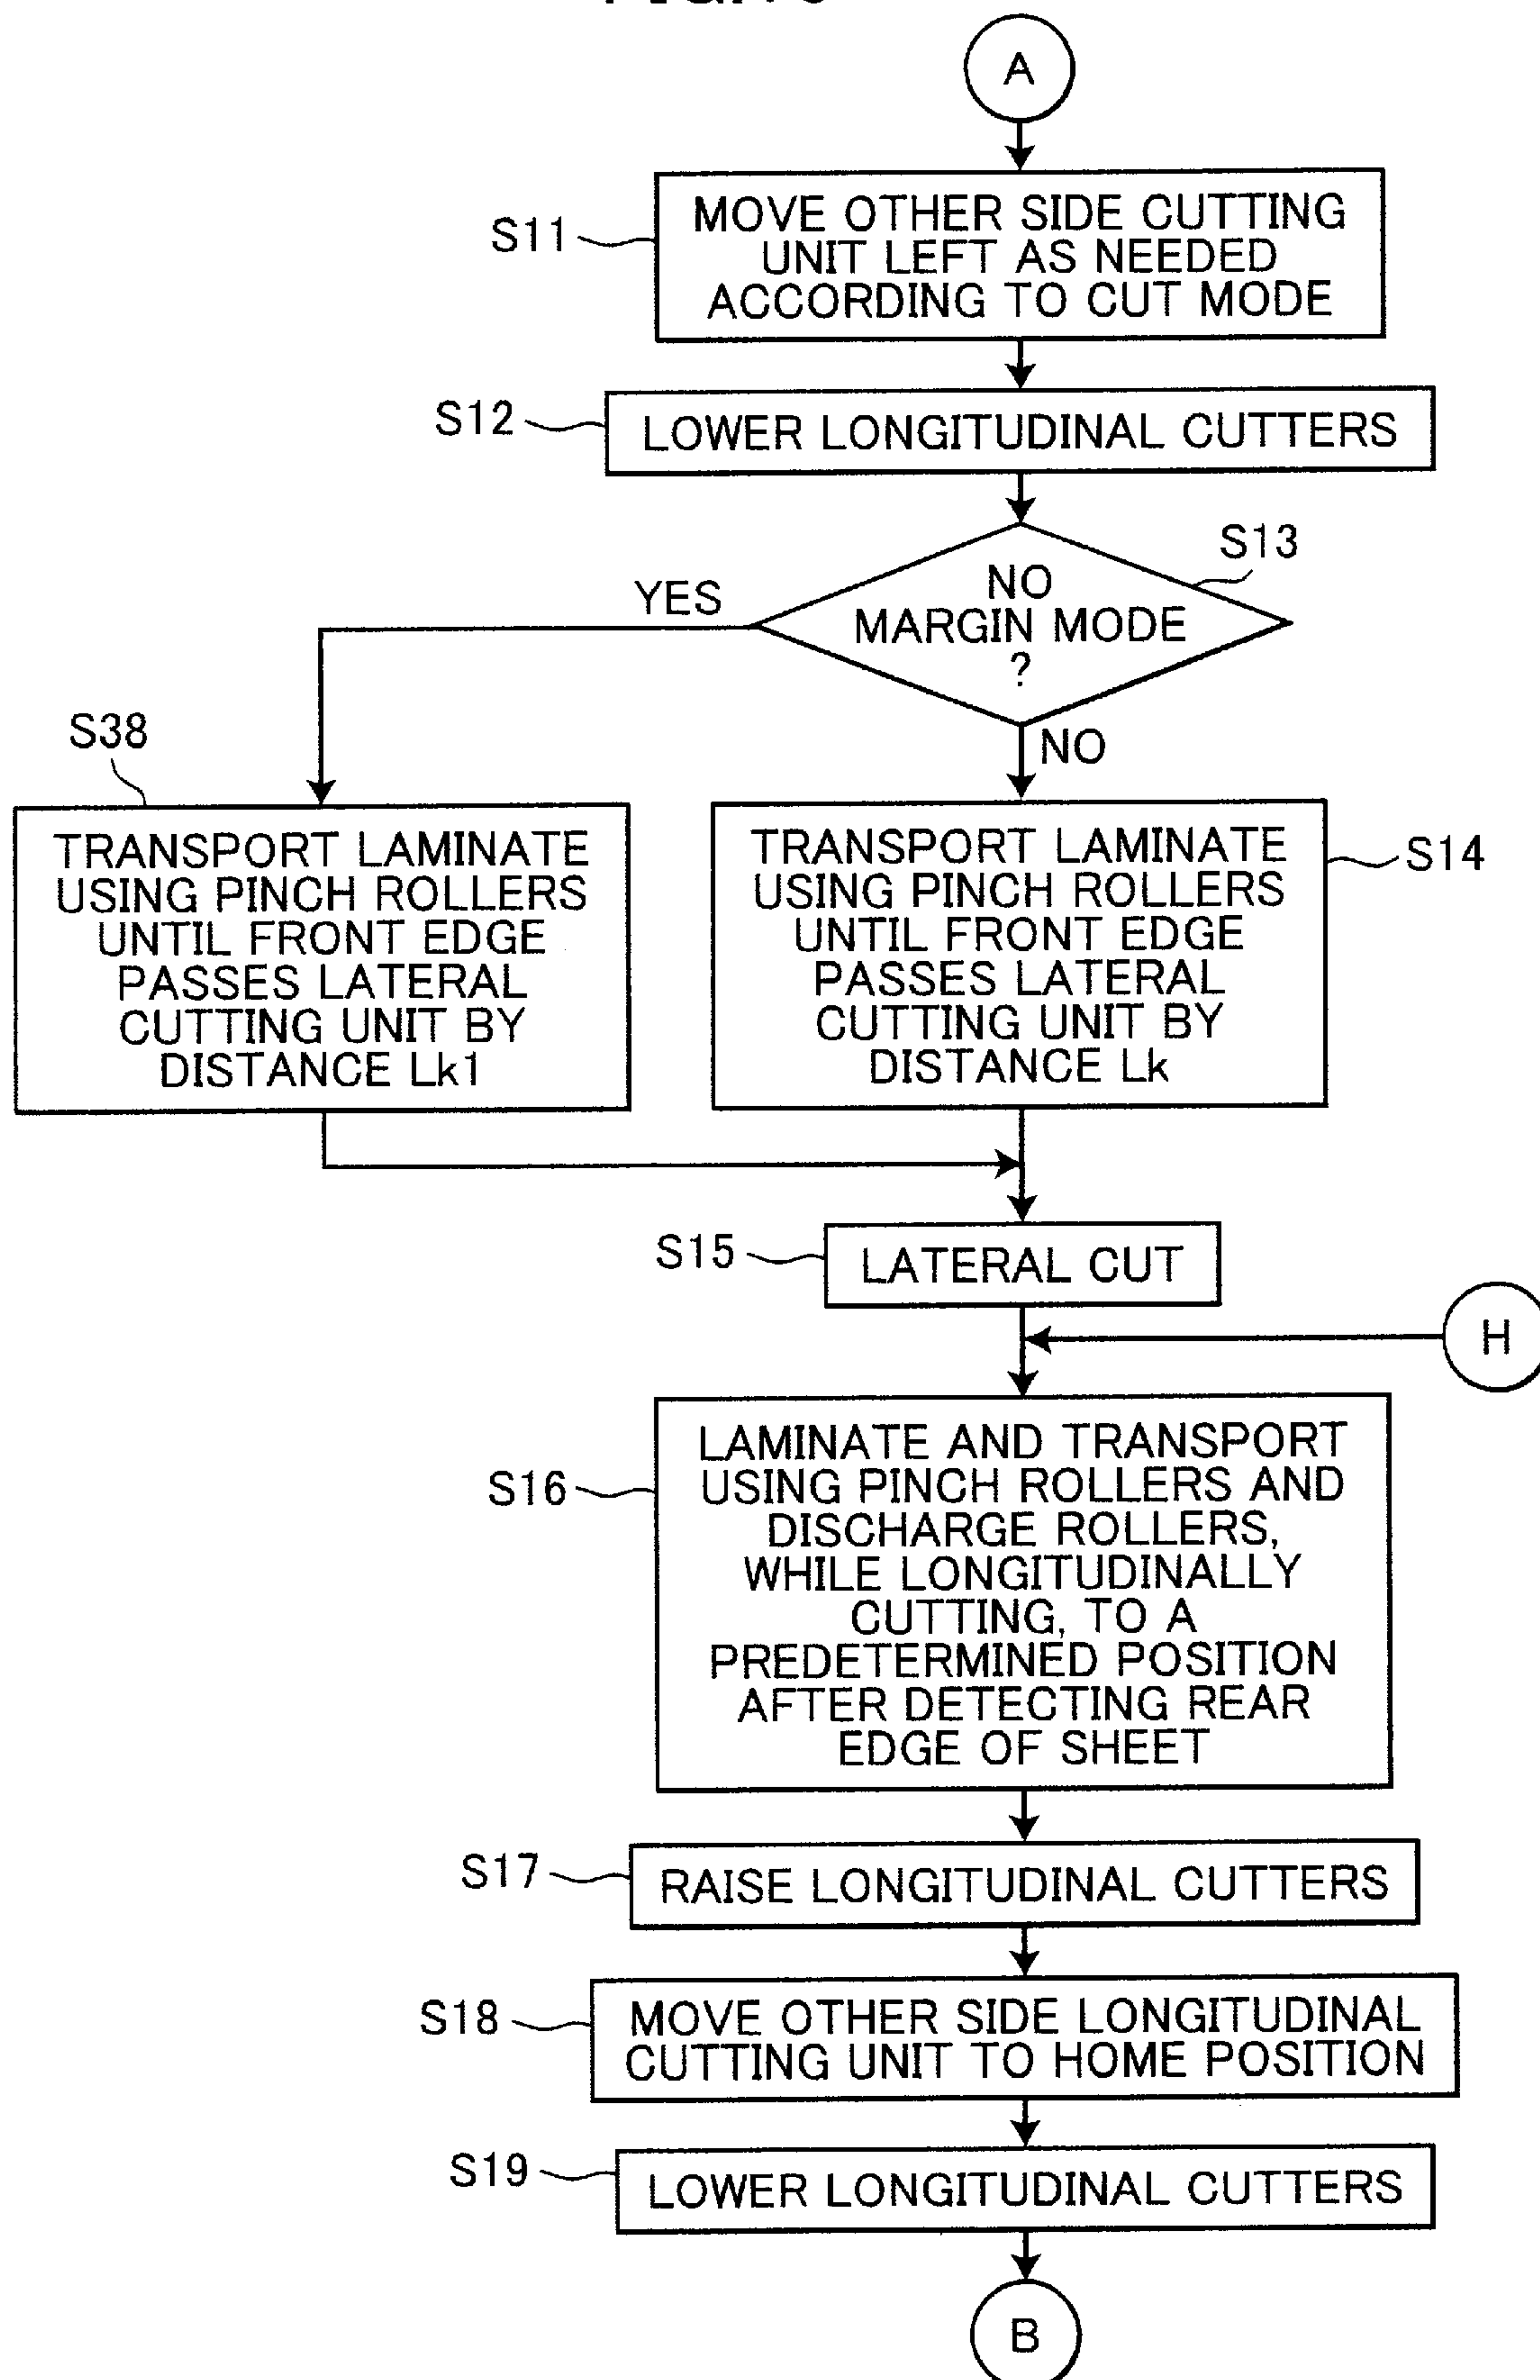 A
S11
MOVE OTHER SIDE CUTTING
UNIT LEFT AS NEEDED
ACCORDING TO CUT MODE
S12
LOWER LONGITUDINAL CUTTERS
S13
NO
MARGIN MODE
?
YES
NO
S38
TRANSPORT LAMINATE
USING PINCH ROLLERS
UNTIL FRONT EDGE
PASSES LATERAL
CUTTING UNIT BY
DISTANCE Lk1
S14
TRANSPORT LAMINATE
USING PINCH ROLLERS
UNTIL FRONT EDGE
PASSES LATERAL
CUTTING UNIT BY
DISTANCE Lk
S15
LATERAL CUT
H
S16
LAMINATE AND TRANSPORT
USING PINCH ROLLERS AND
DISCHARGE ROLLERS,
WHILE LONGITUDINALLY
CUTTING, TO A
PREDETERMINED POSITION
AFTER DETECTING REAR
EDGE OF SHEET
S17
RAISE LONGITUDINAL CUTTERS
S18
MOVE OTHER SIDE LONGITUDINAL
CUTTING UNIT TO HOME POSITION
S19
LOWER LONGITUDINAL CUTTERS
B